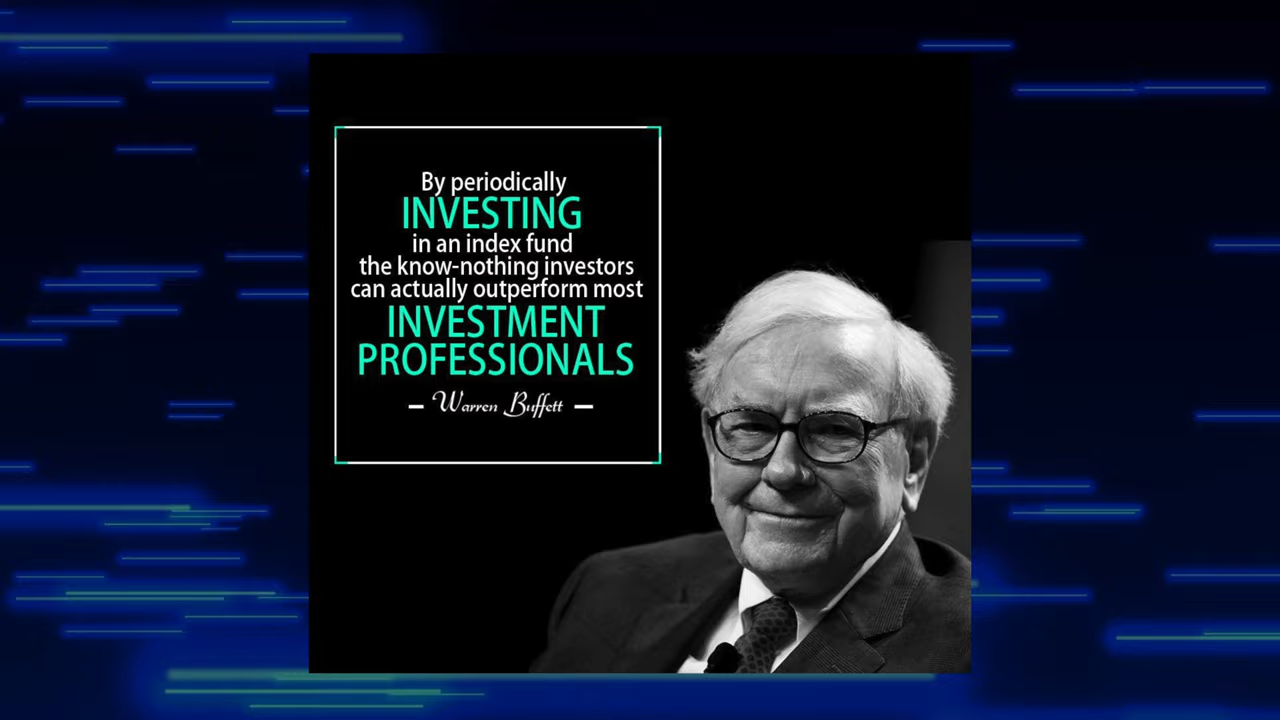 By periodically
INVESTING
in an index fund
the know-nothing investors
can actually outperform most
INVESTMENT
PROFESSIONALS
– Warren Buffett –